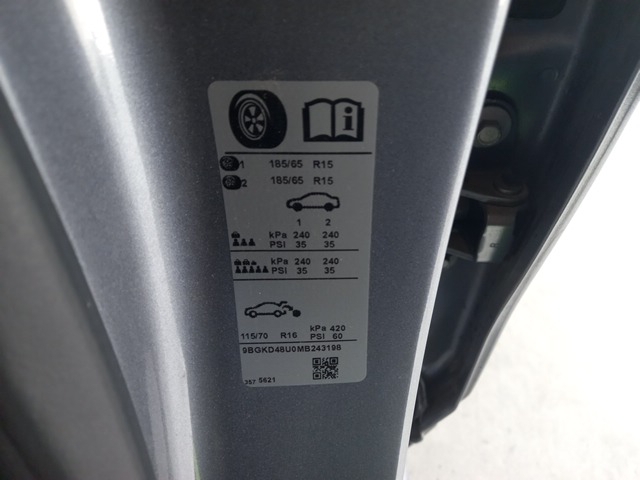 i
1 185/65 R15
2 185/65 R15
1 2
kPa 240 240
PSI 35 35
kPa 240 240
PSI 35 35
115/70 R16 kPa 420
PSI 60
9BGKD48U0MB243198
357 5621